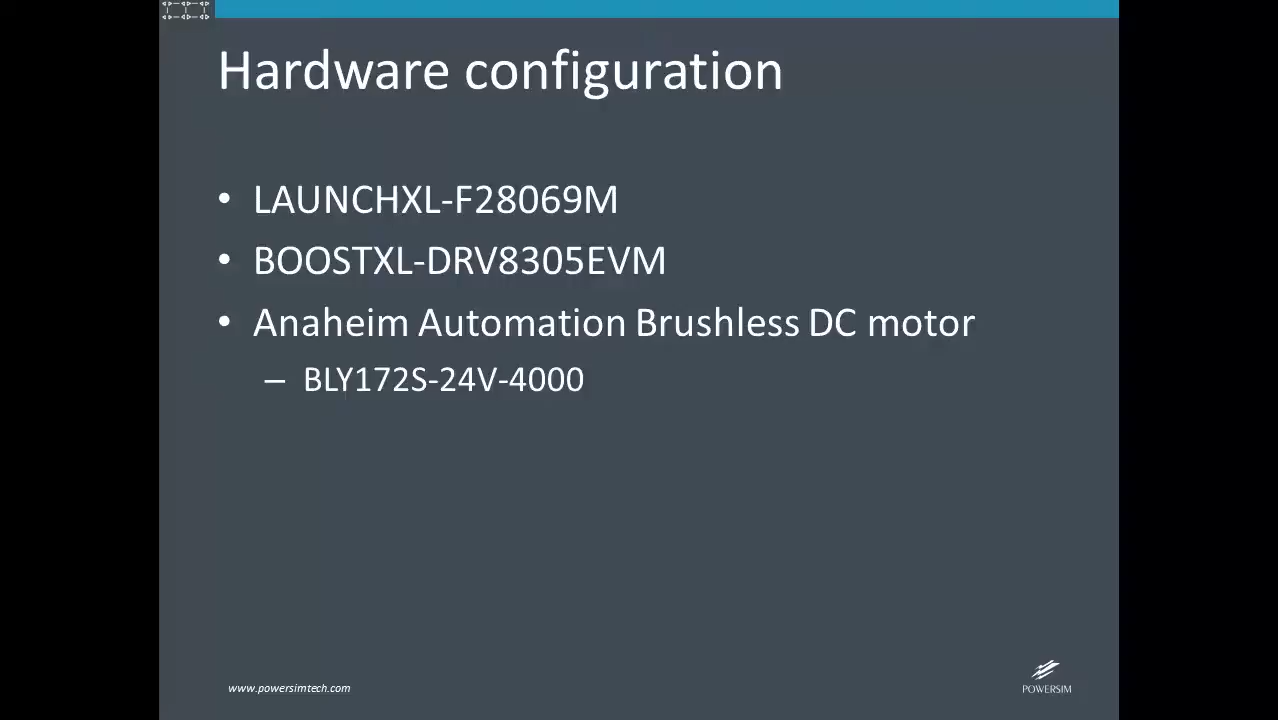 Hardware configuration
• LAUNCHXL-F28069M
• BOOSTXL-DRV8305EVM
• Anaheim Automation Brushless DC motor
– BLY172S-24V-4000
www.powersimtech.com
POWERSIM